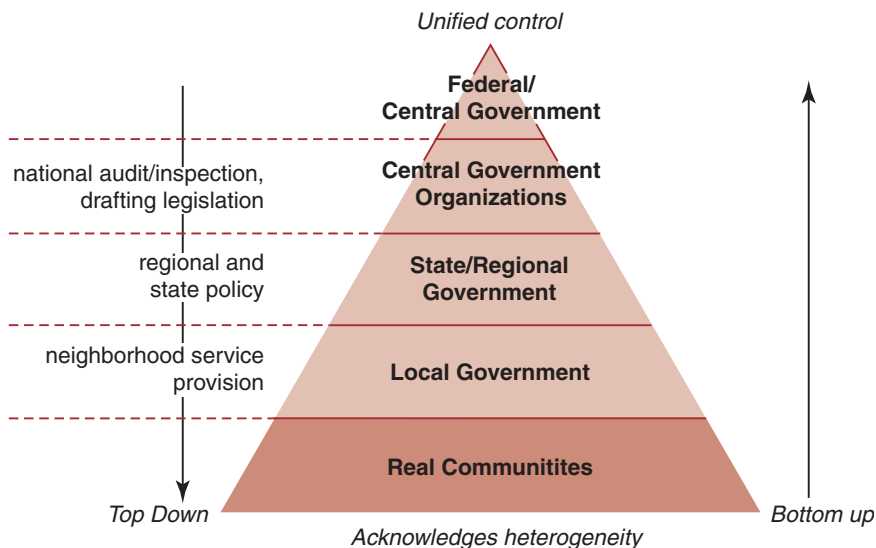 Unified control
Federal/
Central Government
national audit/inspection,
drafting legislation
Central Government
Organizations
regional and
state policy
State/Regional
Government
neighborhood service
provision
Local Government
Real Communitites
Top Down
Bottom up
Acknowledges heterogeneity